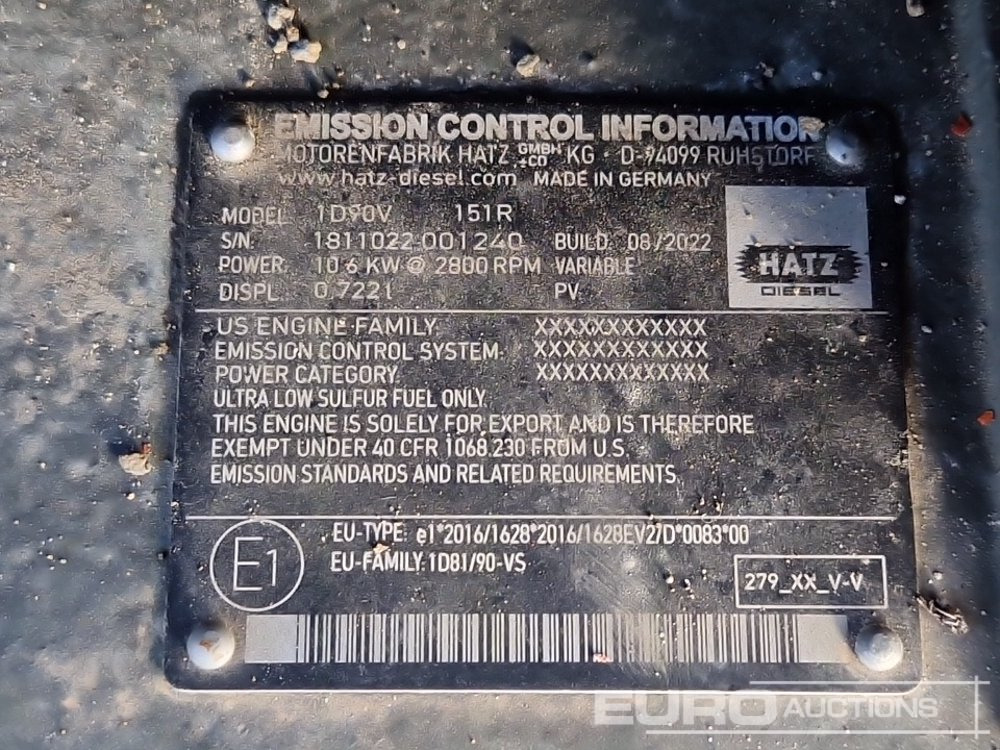 EMISSION CONTROL INFORMATION
MOTORENFABRIK HATZ GMBH +CO KG · D-94099 RUHSTORF
www.hatz-diesel.com MADE IN GERMANY
MODEL 1D90V 151R
S/N: 1811022 001240 BUILD: 08/2022
POWER: 10.6 KW @ 2800 RPM VARIABLE
DISPL: 0.722l PV
HATZ
DIESEL
US ENGINE FAMILY: XXXXXXXXXXXX
EMISSION CONTROL SYSTEM: XXXXXXXXXXXX
POWER CATEGORY: XXXXXXXXXXXX
ULTRA LOW SULFUR FUEL ONLY.
THIS ENGINE IS SOLELY FOR EXPORT AND IS THEREFORE
EXEMPT UNDER 40 CFR 1068.230 FROM U.S.
EMISSION STANDARDS AND RELATED REQUIREMENTS.
E1
EU-TYPE: e1*2016/1628*2016/1628EV27D*0083*00
EU-FAMILY: 1D81/90-VS
279_XX_V-V
EURO AUCTIONS